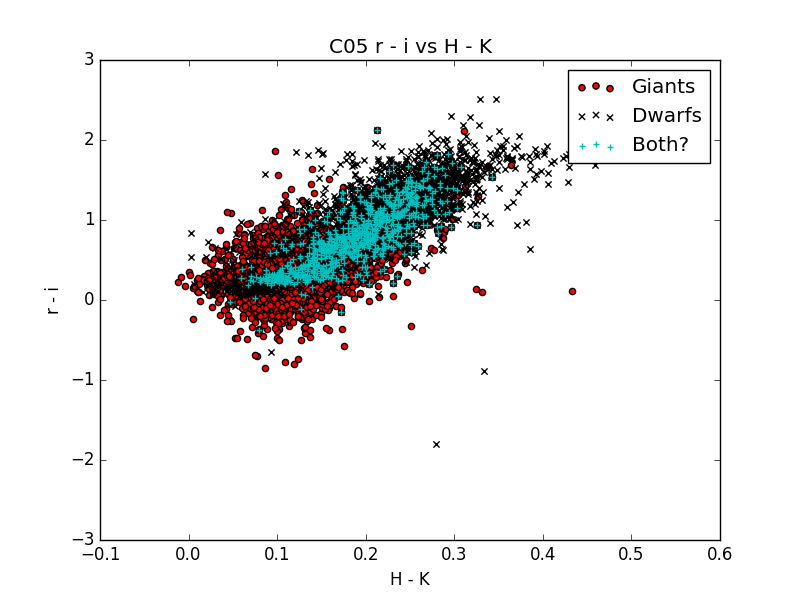 C05 r - i vs H - K
Giants
Dwarfs
Both?
3
2
1
0
−1
−2
−3
r - i
−0.1 0.0 0.1 0.2 0.3 0.4 0.5 0.6
H - K